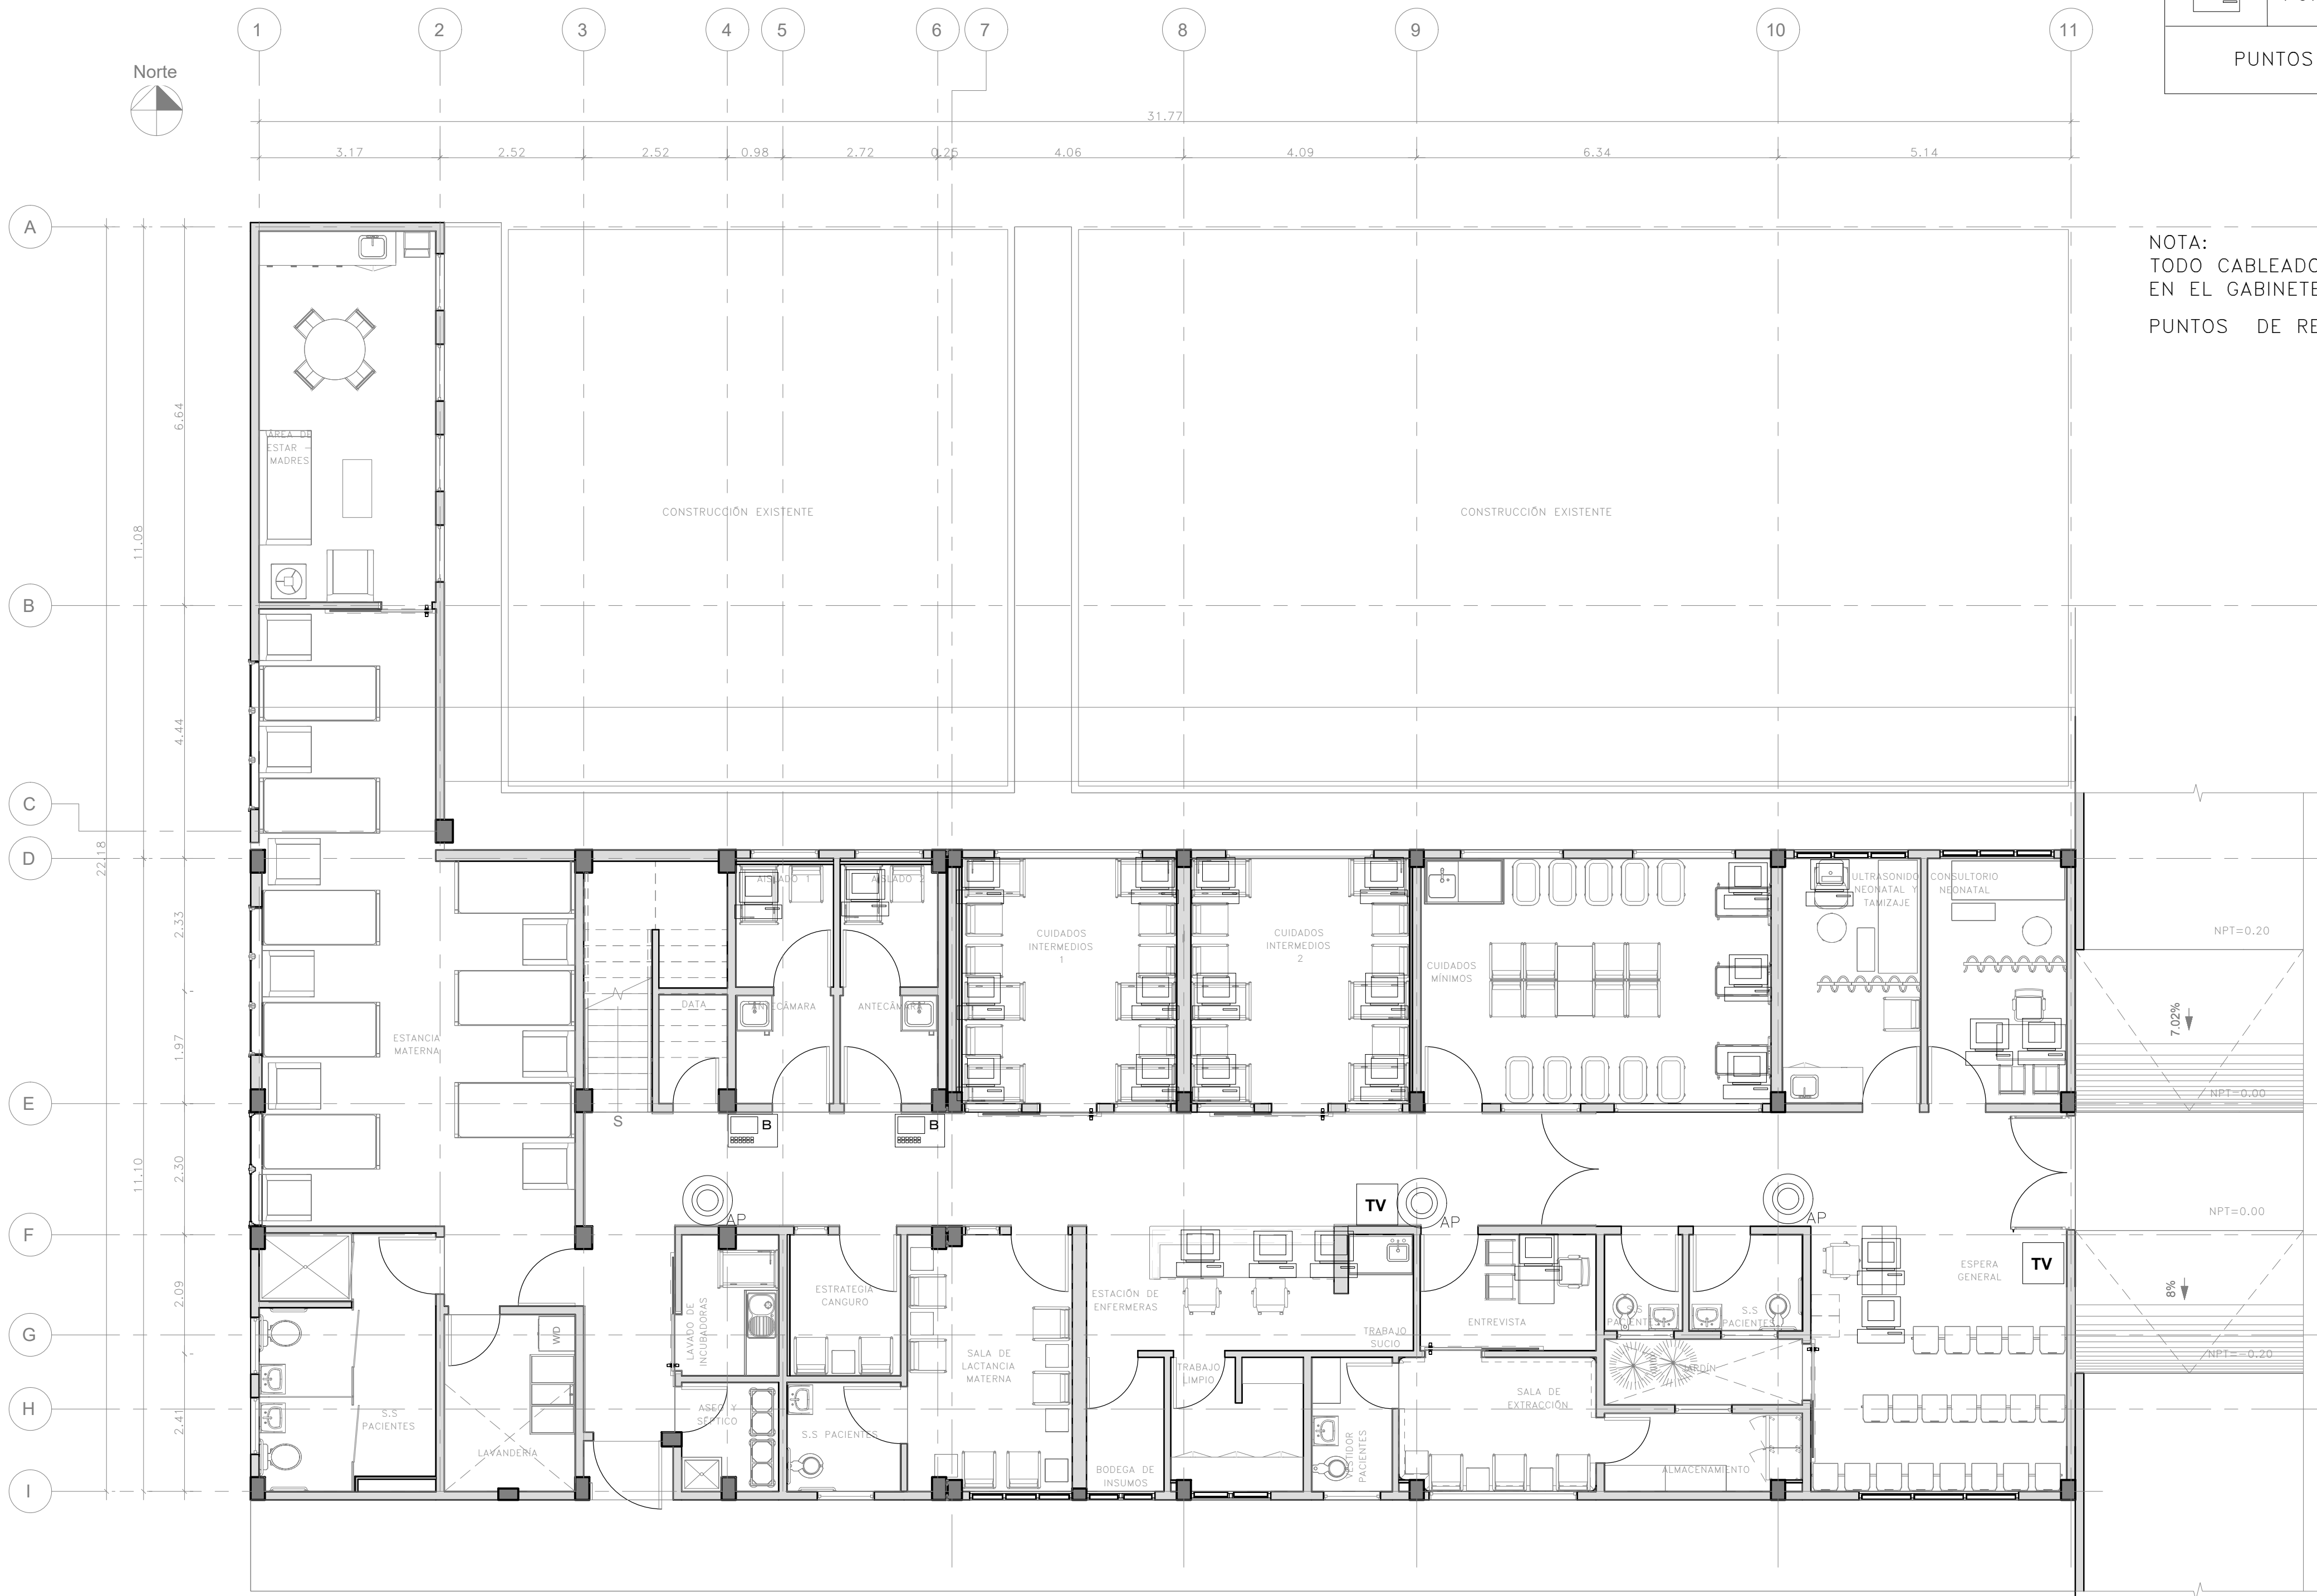 1
2
3
4
5
6
7
8
9
10
11
PUNTOS
Norte
31.77
3.17
2.52
2.52
0.98
2.72
0.25
4.06
4.09
6.34
5.14
A
B
C
D
E
F
G
H
I
22.18
11.08
11.10
6.64
4.44
2.33
1.97
2.30
2.09
2.41
NOTA:
TODO CABLEADO
EN EL GABINETE
PUNTOS DE RE
ÁREA DE
ESTAR -
MADRES
CONSTRUCCIÓN EXISTENTE
CONSTRUCCIÓN EXISTENTE
AISLADO 1
AISLADO 2
CUIDADOS
INTERMEDIOS
1
CUIDADOS
INTERMEDIOS
2
CUIDADOS
MÍNIMOS
ULTRASONIDO
NEONATAL Y
TAMIZAJE
CONSULTORIO
NEONATAL
NPT=0.20
DATA
ANTECÁMARA
ANTECÁMARA
ESTANCIA
MATERNA
7.02%
NPT=0.00
S
B
B
AP
TV
AP
AP
NPT=0.00
ESTRATEGIA
CANGURO
LAVADO DE
INCUBADORAS
ESTACIÓN DE
ENFERMERAS
TRABAJO
SUCIO
ENTREVISTA
S.S
PACIENTES
S.S
PACIENTES
ESPERA
GENERAL
TV
8%
NPT=-0.20
W/D
SALA DE
LACTANCIA
MATERNA
TRABAJO
LIMPIO
JARDÍN
SALA DE
EXTRACCIÓN
S.S
PACIENTES
LAVANDERÍA
ASEO Y
SÉPTICO
S.S PACIENTES
BODEGA DE
INSUMOS
VESTIDOR
PACIENTES
ALMACENAMIENTO